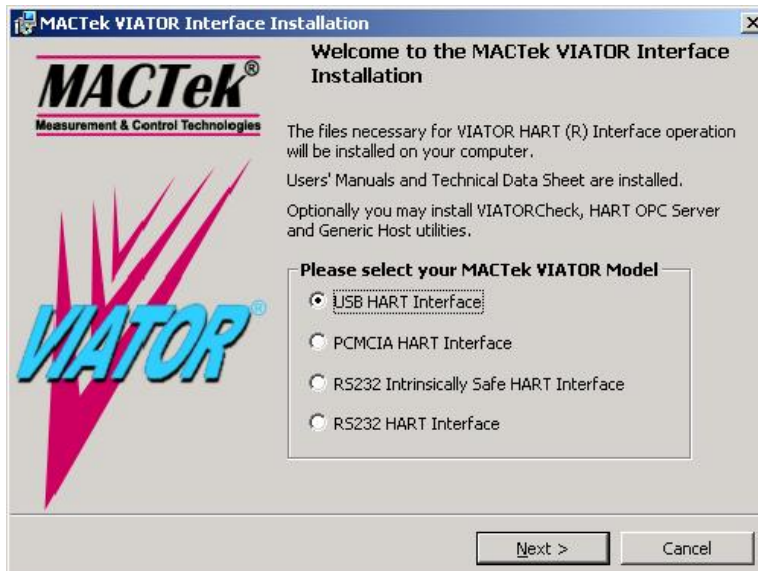 MACTek VIATOR Interface Installation
MACTek®
Measurement & Control Technologies
VIATOR®
Welcome to the MACTek VIATOR Interface
Installation
The files necessary for VIATOR HART (R) Interface operation
will be installed on your computer.
Users' Manuals and Technical Data Sheet are installed.
Optionally you may install VIATORCheck, HART OPC Server
and Generic Host utilities.
Please select your MACTek VIATOR Model
USB HART Interface
PCMCIA HART Interface
RS232 Intrinsically Safe HART Interface
RS232 HART Interface
Next >
Cancel